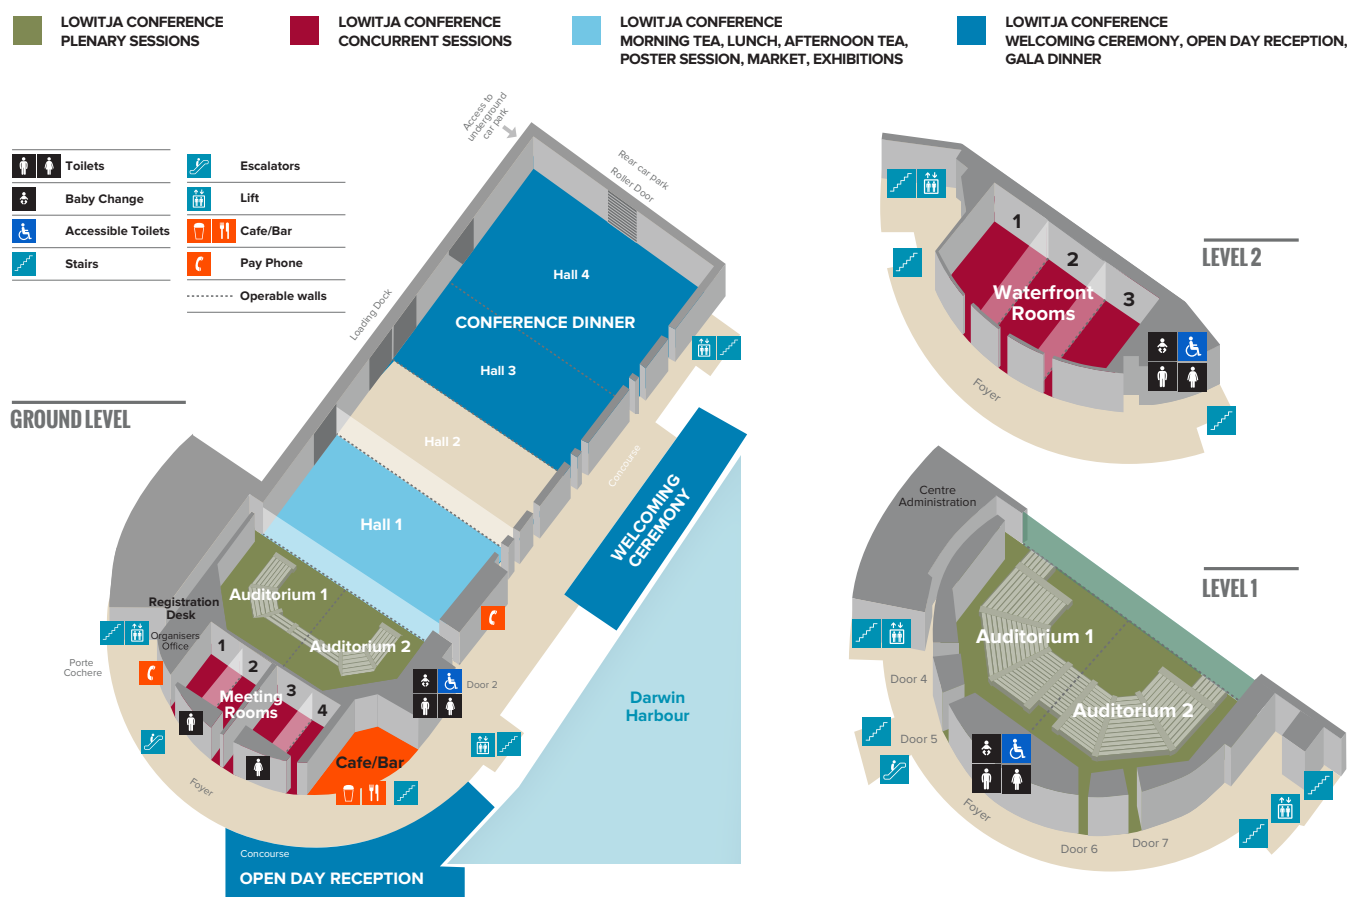 LOWITJA CONFERENCE
PLENARY SESSIONS
LOWITJA CONFERENCE
CONCURRENT SESSIONS
LOWITJA CONFERENCE
MORNING TEA, LUNCH, AFTERNOON TEA,
POSTER SESSION, MARKET, EXHIBITIONS
LOWITJA CONFERENCE
WELCOMING CEREMONY, OPEN DAY RECEPTION,
GALA DINNER
Toilets
Baby Change
Accessible Toilets
Stairs
Escalators
Lift
Cafe/Bar
Pay Phone
Operable walls
GROUND LEVEL
Access to
underground
car park
Rear car park
Roller Door
Loading Dock
Hall 4
CONFERENCE DINNER
Hall 3
Hall 2
Hall 1
Concourse
WELCOMING
CEREMONY
Auditorium 1
Auditorium 2
Registration
Desk
Organisers
Office
Porte
Cochere
1
2
3
4
Meeting
Rooms
Door 2
Cafe/Bar
Foyer
Darwin
Harbour
Concourse
OPEN DAY RECEPTION
LEVEL 2
1
2
3
Waterfront
Rooms
Foyer
LEVEL 1
Centre
Administration
Auditorium 1
Auditorium 2
Door 4
Door 5
Foyer
Door 6
Door 7